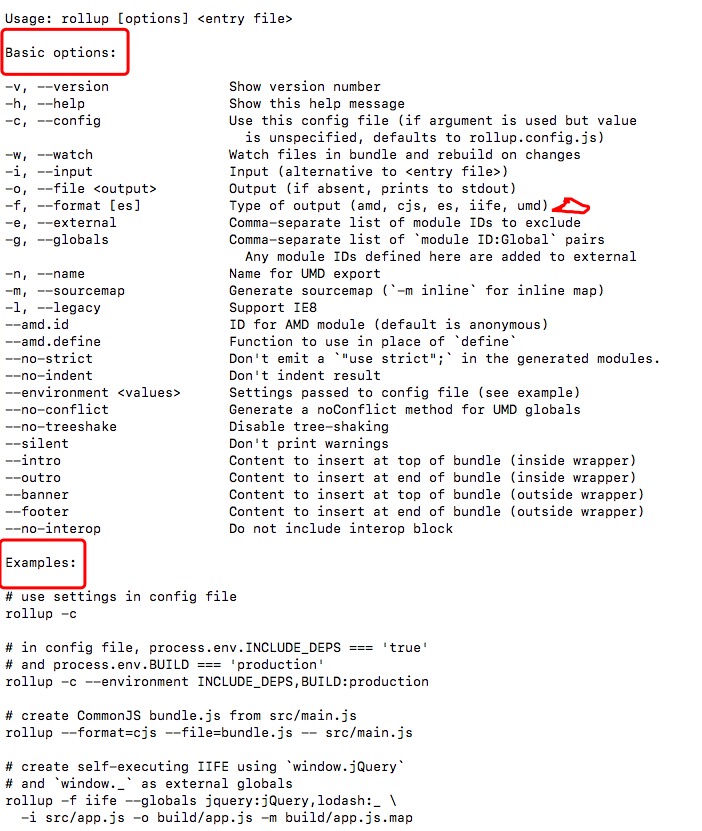 Usage: rollup [options] <entry file>
Basic options:
-v, --version Show version number
-h, --help Show this help message
-c, --config Use this config file (if argument is used but value
is unspecified, defaults to rollup.config.js)
-w, --watch Watch files in bundle and rebuild on changes
-i, --input Input (alternative to <entry file>)
-o, --file <output> Output (if absent, prints to stdout)
-f, --format [es] Type of output (amd, cjs, es, iife, umd)
-e, --external Comma-separate list of module IDs to exclude
-g, --globals Comma-separate list of `module ID:Global` pairs
Any module IDs defined here are added to external
-n, --name Name for UMD export
-m, --sourcemap Generate sourcemap (`-m inline` for inline map)
-l, --legacy Support IE8
--amd.id ID for AMD module (default is anonymous)
--amd.define Function to use in place of `define`
--no-strict Don't emit a `"use strict";` in the generated modules.
--no-indent Don't indent result
--environment <values> Settings passed to config file (see example)
--no-conflict Generate a noConflict method for UMD globals
--no-treeshake Disable tree-shaking
--silent Don't print warnings
--intro Content to insert at top of bundle (inside wrapper)
--outro Content to insert at end of bundle (inside wrapper)
--banner Content to insert at top of bundle (outside wrapper)
--footer Content to insert at end of bundle (outside wrapper)
--no-interop Do not include interop block
Examples:
# use settings in config file
rollup -c
# in config file, process.env.INCLUDE_DEPS === 'true'
# and process.env.BUILD === 'production'
rollup -c --environment INCLUDE_DEPS,BUILD:production
# create CommonJS bundle.js from src/main.js
rollup --format=cjs --file=bundle.js -- src/main.js
# create self-executing IIFE using `window.jQuery`
# and `window._` as external globals
rollup -f iife --globals jquery:jQuery,lodash:_ \
-i src/app.js -o build/app.js -m build/app.js.map